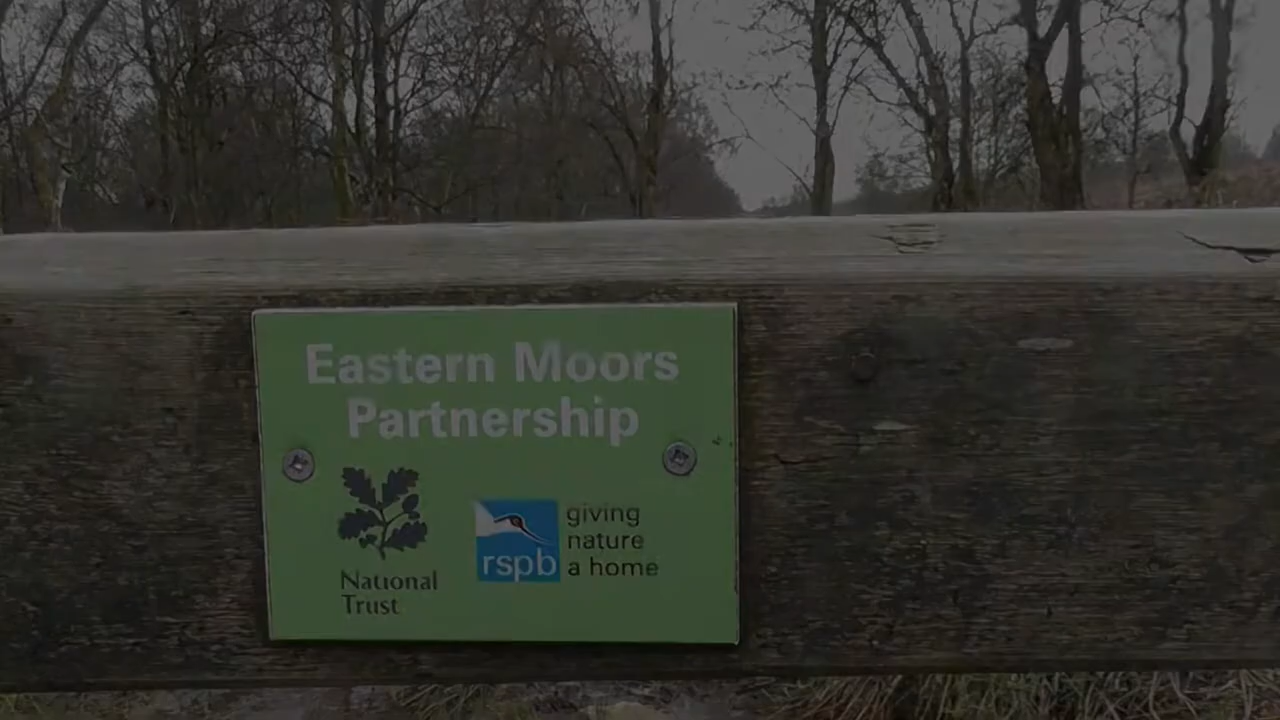 Eastern Moors
Partnership
National
Trust
rspb
giving
nature
a home